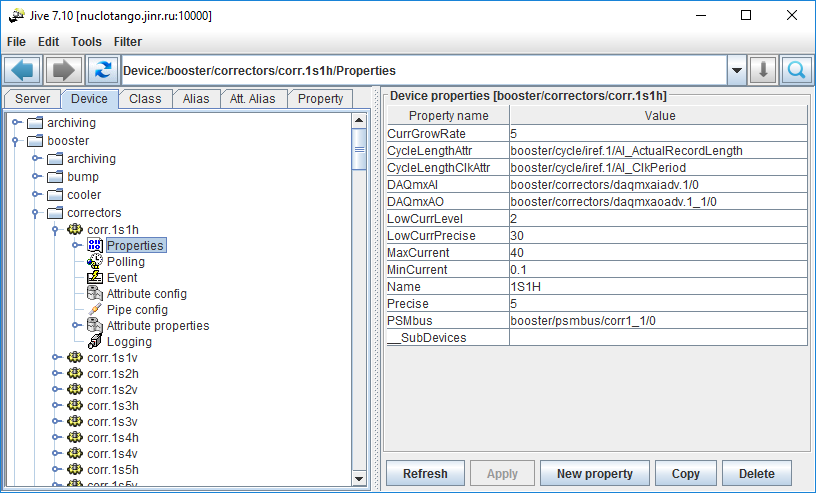 Jive 7.10 [nuclotango.jinr.ru:10000]
File Edit Tools Filter
Device:/booster/correctors/corr.1s1h/Properties
Server Device Class Alias Att. Alias Property
archiving
booster
archiving
bump
cooler
correctors
corr.1s1h
Properties
Polling
Event
Attribute config
Pipe config
Attribute properties
Logging
corr.1s1v
corr.1s2h
corr.1s2v
corr.1s3h
corr.1s3v
corr.1s4h
corr.1s4v
corr.1s5h
corr.1s5v
Device properties [booster/correctors/corr.1s1h]
Property name Value
CurrGrowRate 5
CycleLengthAttr booster/cycle/iref.1/AI_ActualRecordLength
CycleLengthClkAttr booster/cycle/iref.1/AI_ClkPeriod
DAQmxAI booster/correctors/daqmxaiadv.1/0
DAQmxAO booster/correctors/daqmxaoadv.1_1/0
LowCurrLevel 2
LowCurrPrecise 30
MaxCurrent 40
MinCurrent 0.1
Name 1S1H
Precise 5
PSMbus booster/psmbus/corr1_1/0
__SubDevices
Refresh Apply New property Copy Delete